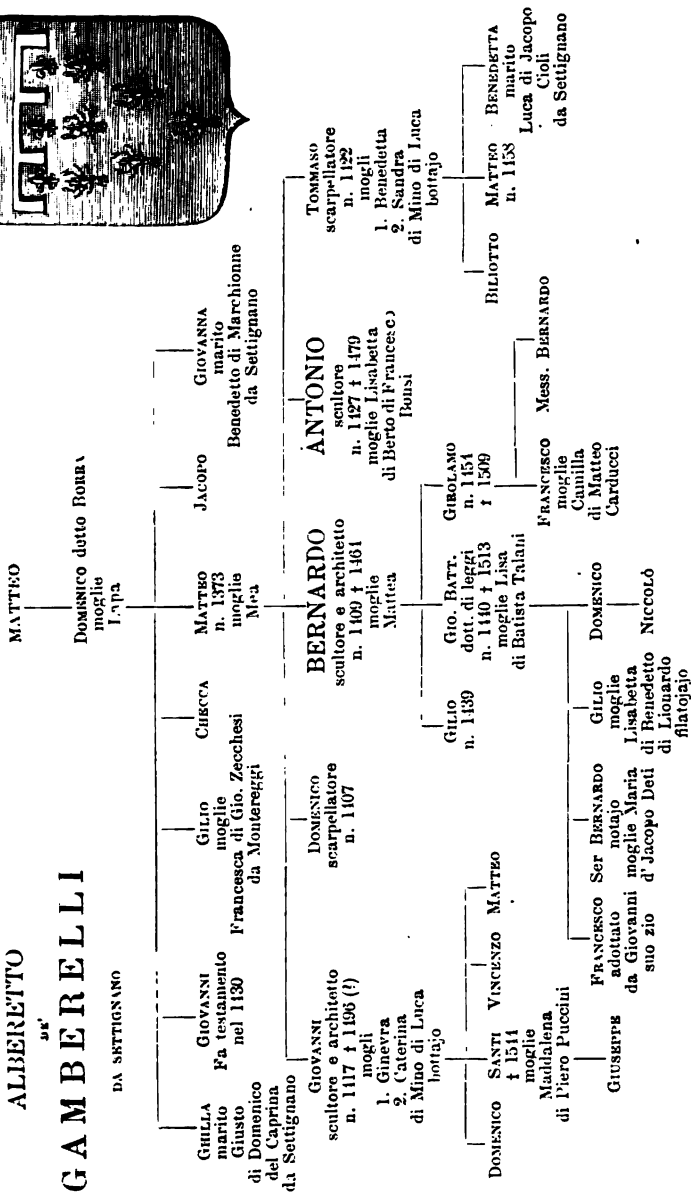 ALBERETTO
DE'
GAMBERELLI
DA SETTIGNANO
MATTEO
DOMENICO dotto BORRA
moglie
Lapa
GHILLA
marito
Giusto
di Domenico
del Caprina
da Settignano
GIOVANNI
Fa testamento
nel 1430
GILIO
moglie
Francesca di Gio. Zecchesi
da Montereggi
CHECCA
MATTEO
n. 1373
moglie
Mea
JACOPO
GIOVANNA
marito
Benedetto di Marchionne
da Settignano
GIOVANNI
scultore e architetto
n. 1417 † 1496 (?)
mogli
1. Ginevra
2. Caterina
di Mino di Luca
bottajo
DOMENICO
scarpellatore
n. 1407
BERNARDO
scultore e architetto
n. 1409 † 1464
moglie
Mattea
ANTONIO
scultore
n. 1427 † 1479
moglie Lisabetta
di Berto di Francesco
Bonsi
TOMMASO
scarpellatore
n. 1422
mogli
1. Benedetta
2. Sandra
di Mino di Luca
bottajo
DOMENICO
SANTI
† 1544
moglie
Maddalena
di Piero Puccini
VINCENZO
MATTEO
GILIO
n. 1439
GIO. BATT.
dott. di leggi
n. 1440 † 1513
moglie Lisa
di Batista Talani
GIROLAMO
n. 1454
† 1509
BILIOTTO
MATTEO
n. 1458
BENEDETTA
marito
Luca di Jacopo
Cioli
da Settignano
GIUSEPPE
FRANCESCO
adottato
da Giovanni
suo zio
Ser BERNARDO
notajo
moglie Maria
d' Jacopo Deti
GILIO
moglie
Lisabetta
di Benedetto
di Lionardo
filatojajo
DOMENICO
FRANCESCO
moglie
Camilla
di Matteo
Carducci
Mess. BERNARDO
NICCOLÒ